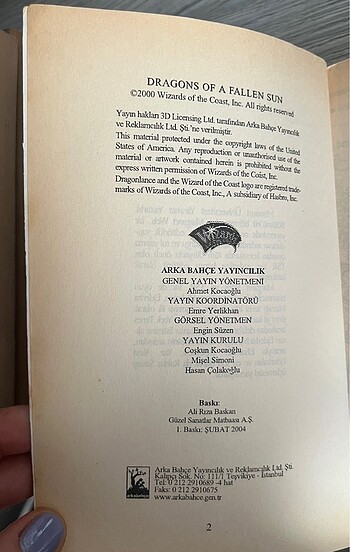 DRAGONS OF A FALLEN SUN
©2000 Wizards of the Coast, Inc. All rights reserved
Yayın hakları 3D Licensing Ltd. tarafından Arka Bahçe Yayıncılık
ve Reklamcılık Ltd. Şti.'ne verilmiştir.
This material protected under the copyright laws of the United
States of America. Any reproduction or unauthorised use of the
material or artwork contained herein is prohibited without the
express written permission of Wizards of the Coast, Inc.
Dragonlance and the Wizard of the Coast logo are registered trade-
marks of Wizards of the Coast, Inc., A susidiary of Hasbro, Inc.
Wizards
ARKA BAHÇE YAYINCILIK
GENEL YAYIN YÖNETMENİ
Ahmet Kocaoğlu
YAYIN KOORDİNATÖRÜ
Emre Yerlikhan
GÖRSEL YÖNETMEN
Engin Süzen
YAYIN KURULU
Coşkun Kocaoğlu
Mişel Simoni
Hasan Çolakoğlu
Baskı:
Ali Rıza Baskan
Güzel Sanatlar Matbaası A.Ş.
1. Baskı: ŞUBAT 2004
arkabahçe
Arka Bahçe Yayıncılık ve Reklamcılık Ltd. Şti.
Kalıpçı Sok. No: 111/1 Teşvikiye - İstanbul
Tel: 0 212 2910689 -4 hat
Faks: 0 212 2910675
www.arkabahce.gen.tr
2